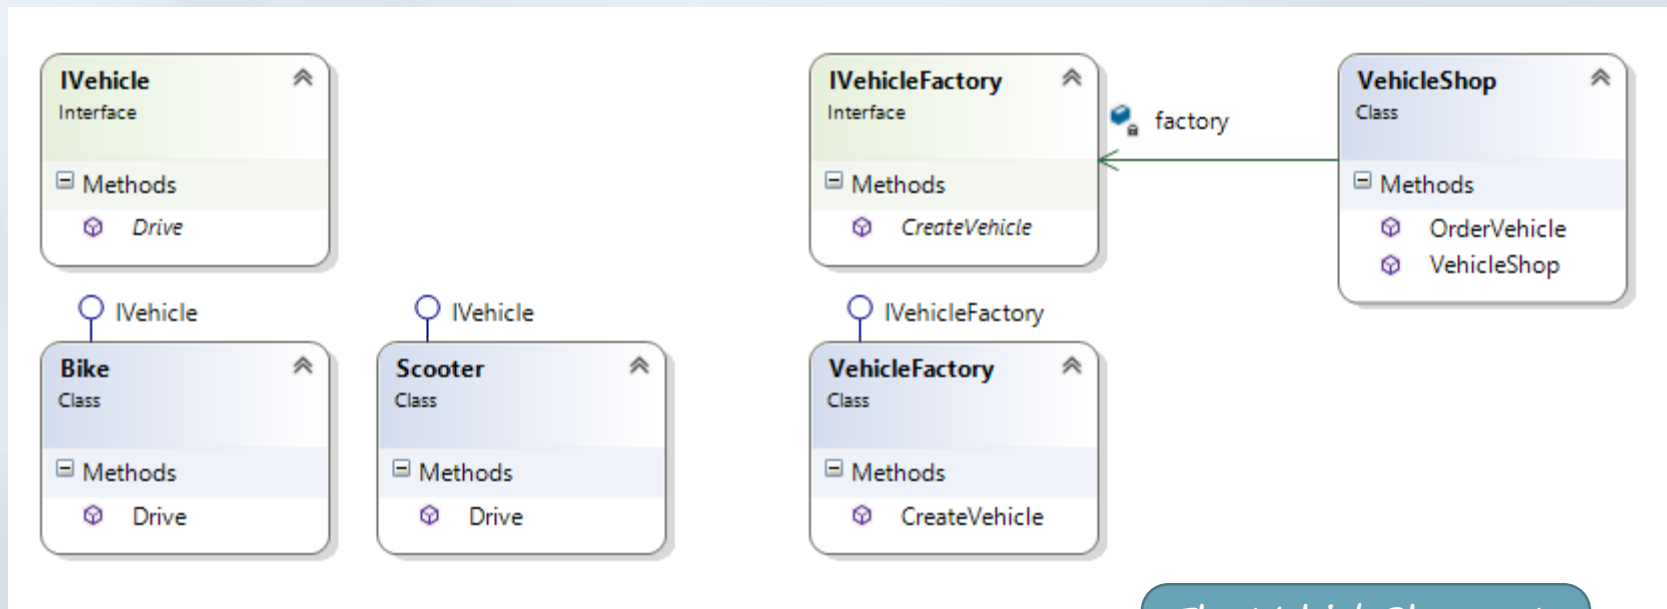 IVehicle
Interface
Methods
Drive
IVehicleFactory
Interface
Methods
CreateVehicle
factory
VehicleShop
Class
Methods
OrderVehicle
VehicleShop
IVehicle
Bike
Class
Methods
Drive
IVehicle
Scooter
Class
Methods
Drive
IVehicleFactory
VehicleFactory
Class
Methods
CreateVehicle